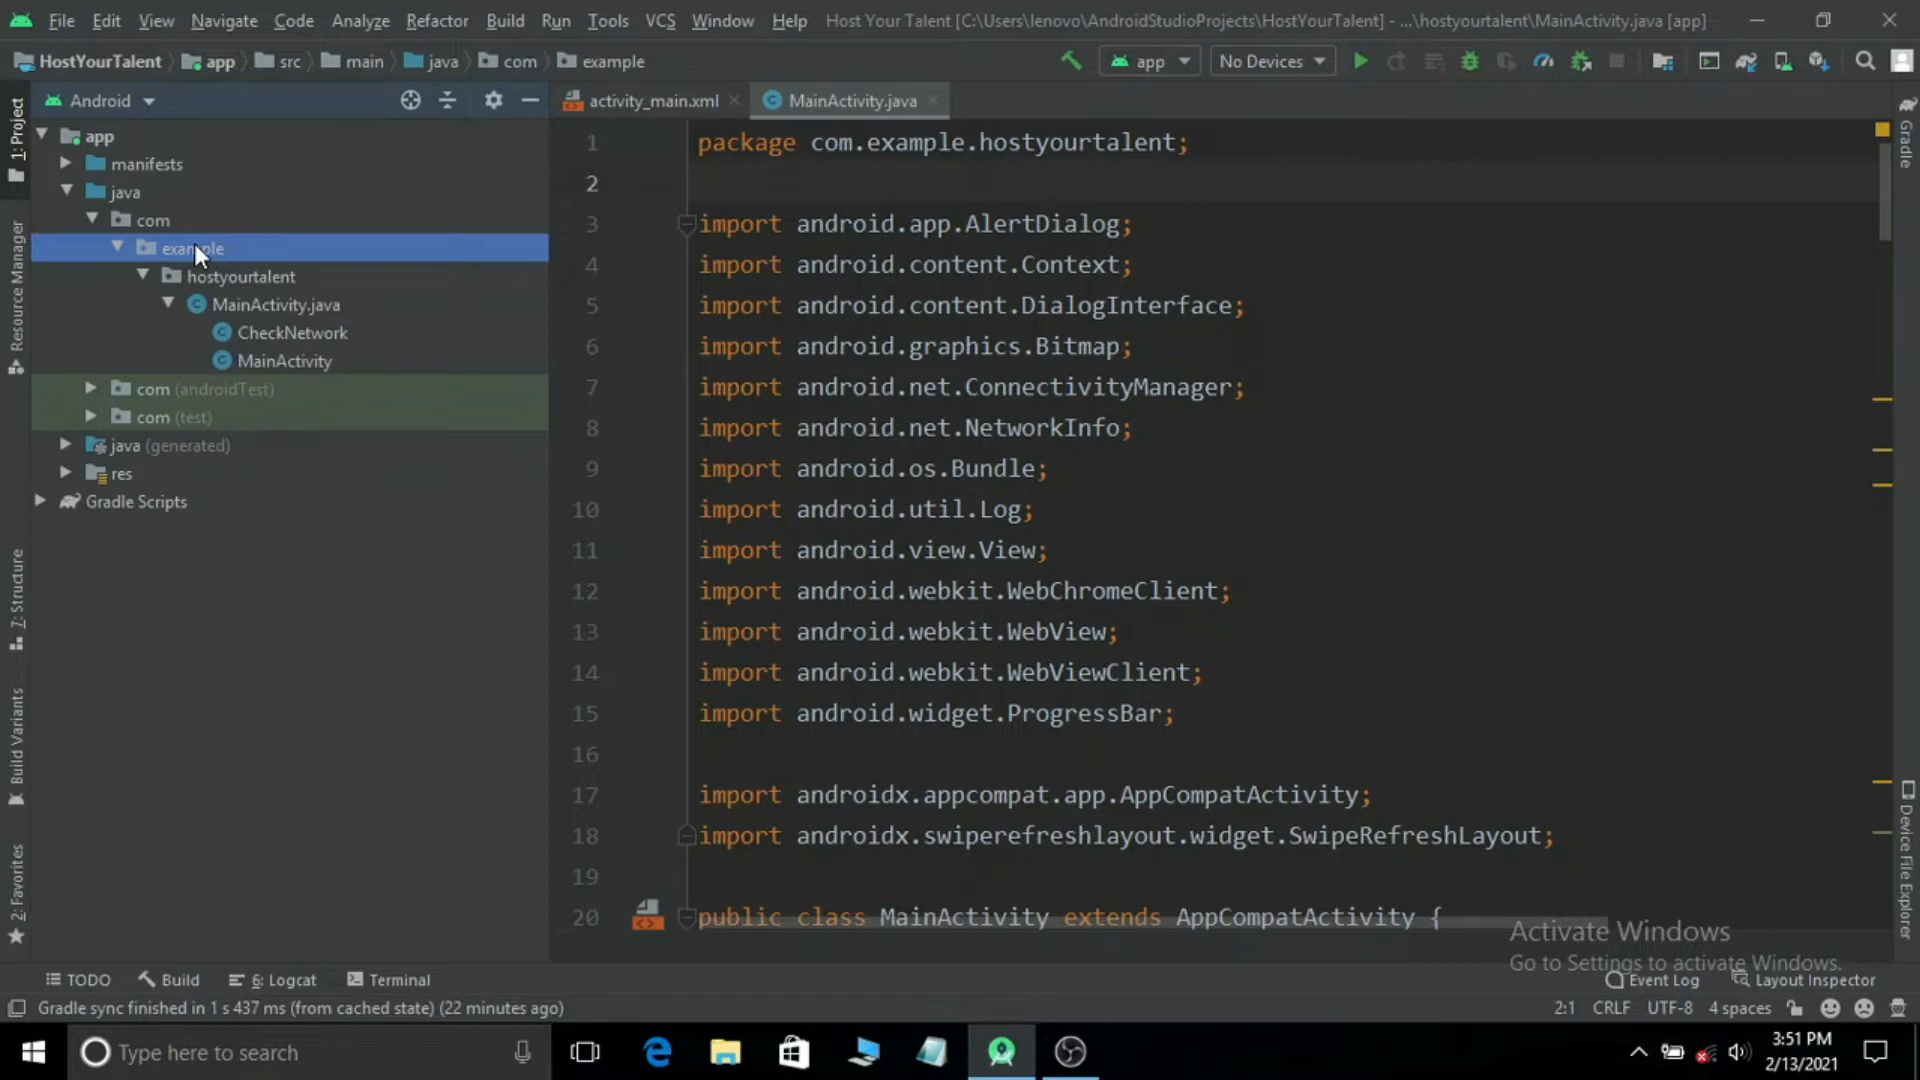 File Edit View Navigate Code Analyze Refactor Build Run Tools VCS Window Help Host Your Talent [C:\Users\lenovo\AndroidStudioProjects\HostYourTalent] - ...\hostyourtalent\MainActivity.java [app]
HostYourTalent app src main java com example app No Devices
Android activity_main.xml MainActivity.java
1: Project
Resource Manager
7: Structure
Build Variants
2: Favorites
app
manifests
java
com
example
hostyourtalent
MainActivity.java
CheckNetwork
MainActivity
com (androidTest)
com (test)
java (generated)
res
Gradle Scripts
1 package com.example.hostyourtalent;
2
3 import android.app.AlertDialog;
4 import android.content.Context;
5 import android.content.DialogInterface;
6 import android.graphics.Bitmap;
7 import android.net.ConnectivityManager;
8 import android.net.NetworkInfo;
9 import android.os.Bundle;
10 import android.util.Log;
11 import android.view.View;
12 import android.webkit.WebChromeClient;
13 import android.webkit.WebView;
14 import android.webkit.WebViewClient;
15 import android.widget.ProgressBar;
16
17 import androidx.appcompat.app.AppCompatActivity;
18 import androidx.swiperefreshlayout.widget.SwipeRefreshLayout;
19
20 public class MainActivity extends AppCompatActivity {
Gradle
Device File Explorer
Activate Windows
Go to Settings to activate Windows.
TODO Build 6: Logcat Terminal Event Log Layout Inspector
Gradle sync finished in 1 s 437 ms (from cached state) (22 minutes ago) 2:1 CRLF UTF-8 4 spaces
Type here to search
3:51 PM
2/13/2021